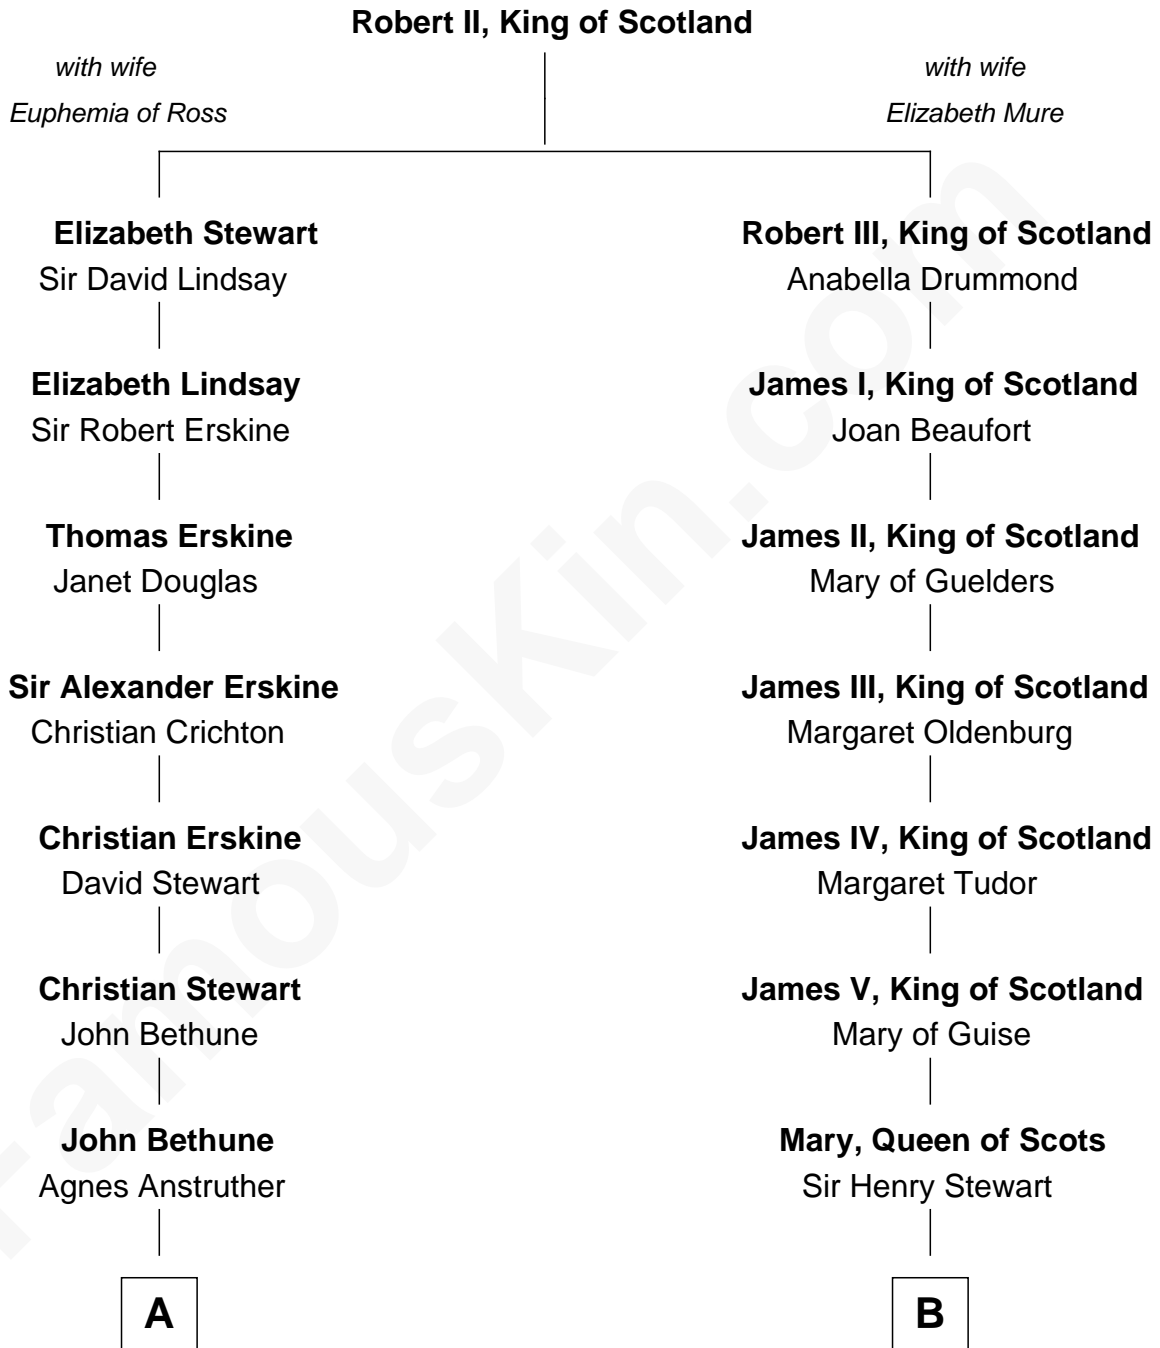 Robert II, King of Scotland
with wife
Euphemia of Ross
with wife
Elizabeth Mure
Elizabeth Stewart
Sir David Lindsay
Robert III, King of Scotland
Anabella Drummond
Elizabeth Lindsay
Sir Robert Erskine
James I, King of Scotland
Joan Beaufort
Thomas Erskine
Janet Douglas
James II, King of Scotland
Mary of Guelders
Sir Alexander Erskine
Christian Crichton
James III, King of Scotland
Margaret Oldenburg
Christian Erskine
David Stewart
James IV, King of Scotland
Margaret Tudor
Christian Stewart
John Bethune
James V, King of Scotland
Mary of Guise
John Bethune
Agnes Anstruther
Mary, Queen of Scots
Sir Henry Stewart
A
B
FamousKin.com